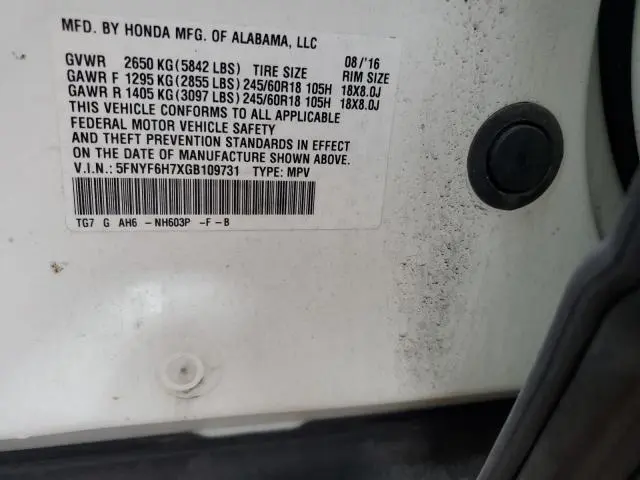 MFD. BY HONDA MFG. OF ALABAMA, LLC
GVWR 2650 KG(5842 LBS) TIRE SIZE 08/'16 RIM SIZE
GAWR F 1295 KG(2855 LBS)245/60R18 105H 18X8.0J
GAWR R 1405 KG(3097 LBS)245/60R18 105H 18X8.0J
THIS VEHICLE CONFORMS TO ALL APPLICABLE
FEDERAL MOTOR VEHICLE SAFETY
AND THEFT PREVENTION STANDARDS IN EFFECT
ON THE DATE OF MANUFACTURE SHOWN ABOVE.
V.I.N.: 5FNYF6H7XGB109731 TYPE: MPV
TG7 G AH6 -NH603P -F-B